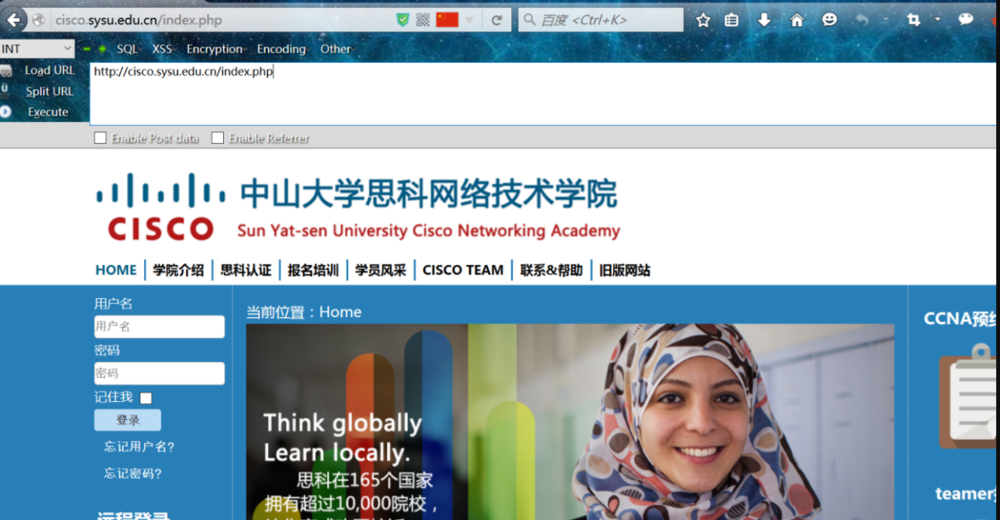 cisco.sysu.edu.cn/index.php
百度 <Ctrl+K>
INT SQL XSS Encryption Encoding Other
Load URL
http://cisco.sysu.edu.cn/index.php
Split URL
Execute
Enable Post data Enable Referrer
中山大学思科网络技术学院
CISCO
Sun Yat-sen University Cisco Networking Academy
HOME 学院介绍 思科认证 报名培训 学员风采 CISCO TEAM 联系&帮助 旧版网站
用户名
用户名
密码
密码
记住我
登录
忘记用户名?
忘记密码?
远程登录
当前位置：Home
Think globally
Learn locally.
思科在165个国家
拥有超过10,000院校，
CCNA预约
teamer